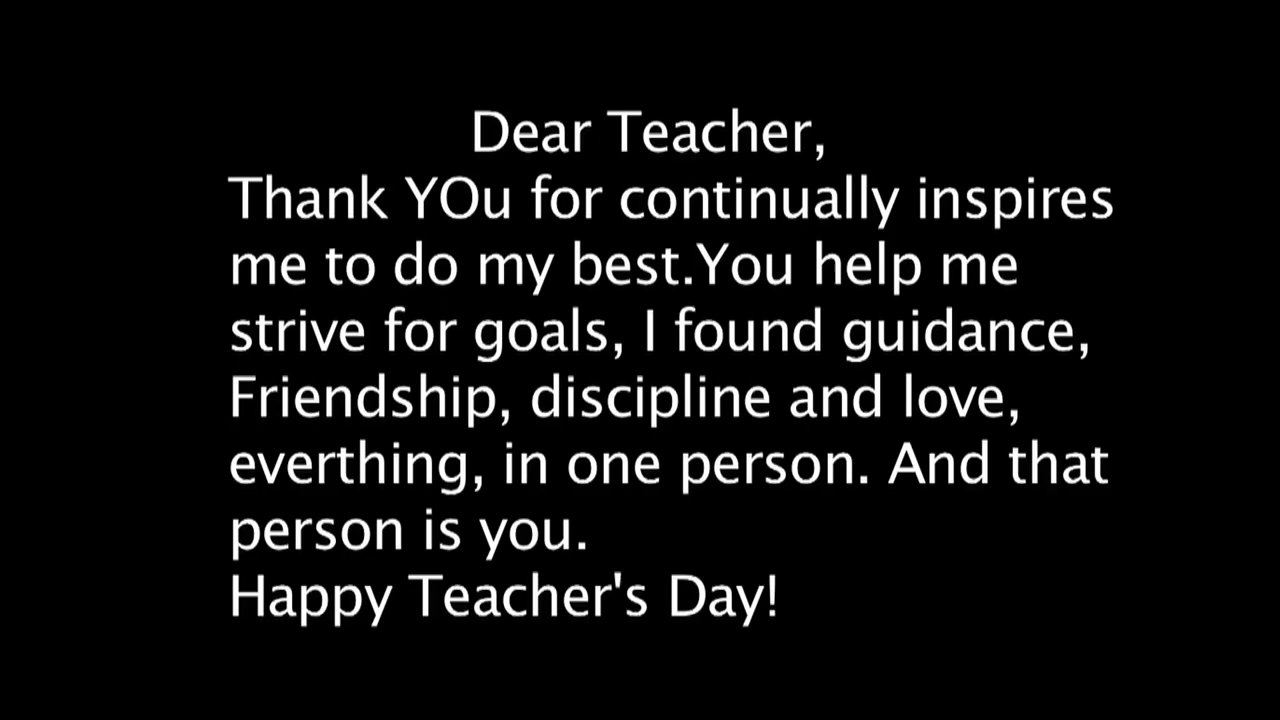 Dear Teacher,
Thank YOu for continually inspires
me to do my best.You help me
strive for goals, I found guidance,
Friendship, discipline and love,
everthing, in one person. And that
person is you.
Happy Teacher's Day!